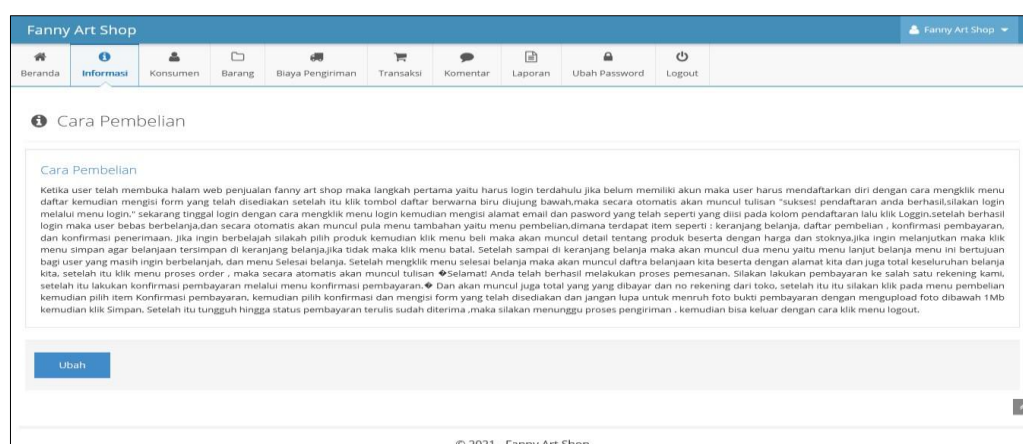 Fanny Art Shop
Fanny Art Shop
Beranda Informasi Konsumen Barang Biaya Pengiriman Transaksi Komentar Laporan Ubah Password Logout
Cara Pembelian
Cara Pembelian
Ketika user telah membuka halam web penjualan fanny art shop maka langkah pertama yaitu harus login terdahulu jika belum memiliki akun maka user harus mendaftarkan diri dengan cara mengklik menu
daftar kemudian mengisi form yang telah disediakan setelah itu klik tombol daftar berwarna biru diujung bawah,maka secara otomatis akan muncul tulisan "sukses! pendaftaran anda berhasil,silakan login
melalui menu login." sekarang tinggal login dengan cara mengklik menu login kemudian mengisi alamat email dan pasword yang telah seperti yang diisi pada kolom pendaftaran lalu klik Loggin.setelah berhasil
login maka user bebas berbelanja,dan secara otomatis akan muncul pula menu tambahan yaitu menu pembelian,dimana terdapat item seperti : keranjang belanja, daftar pembelian , konfirmasi pembayaran,
dan konfirmasi penerimaan. Jika ingin berbelajah silakah pilih produk kemudian klik menu beli maka akan muncul detail tentang produk beserta dengan harga dan stoknya.jika ingin melanjutkan maka klik
menu simpan agar belanjaan tersimpan di keranjang belanja,jika tidak maka klik menu batal. Setelah sampai di keranjang belanja maka akan muncul dua menu yaitu menu lanjut belanja menu ini bertujuan
bagi user yang masih ingin berbelanjah, dan menu Selesai belanja. Setelah mengklik menu selesai belanja maka akan muncul daftra belanjaan kita beserta dengan alamat kita dan juga total keseluruhan belanja
kita, setelah itu klik menu proses order , maka secara atomatis akan muncul tulisan �Selamat! Anda telah berhasil melakukan proses pemesanan. Silakan lakukan pembayaran ke salah satu rekening kami,
setelah itu lakukan konfirmasi pembayaran melalui menu konfirmasi pembayaran.� Dan akan muncul juga total yang yang dibayar dan no rekening dari toko, setelah itu itu silakan klik pada menu pembelian
kemudian pilih item Konfirmasi pembayaran, kemudian pilih konfirmasi dan mengisi form yang telah disediakan dan jangan lupa untuk menruh foto bukti pembayaran dengan mengupload foto dibawah 1Mb
kemudian klik Simpan. Setelah itu tungguh hingga status pembayaran terulis sudah diterima ,maka silakan menunggu proses pengiriman . kemudian bisa keluar dengan cara klik menu logout.
Ubah
© 2021 - Fanny Art Shop